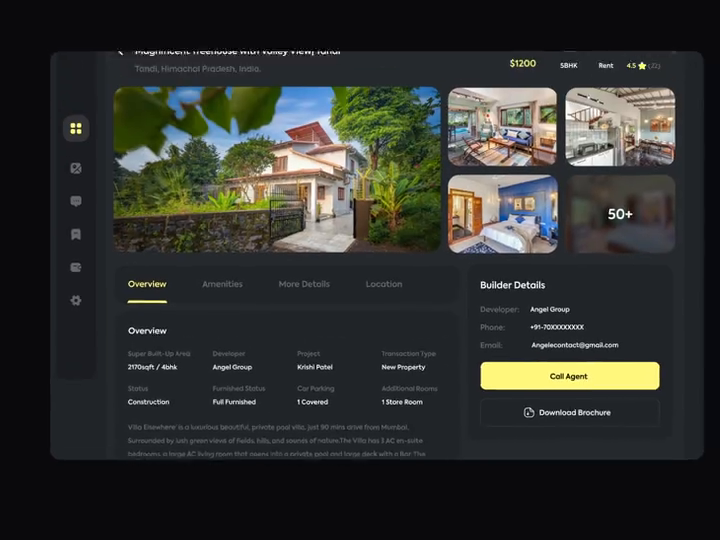 Magnificent treehouse with Valley View, Tandi
Tandi, Himachal Pradesh, India.
$1200
5BHK
Rent
4.5
50+
Overview
Amenities
More Details
Location
Builder Details
Developer: Angel Group
Phone: +91-70XXXXXXXX
Email: Angelecontact@gmail.com
Call Agent
Download Brochure
Overview
Super Built-Up Area
Developer
Project
Transaction Type
2170sqft / 4bhk
Angel Group
Krishi Patel
New Property
Status
Furnished Status
Car Parking
Additional Rooms
Construction
Full Furnished
1 Covered
1 Store Room
Villa Elsewhere is a luxurious beautiful, private pool villa, just 90 mins drive from Mumbai,
Surrounded by lush green views of fields, hills, and sounds of nature.The Villa has 3 AC en-suite
bedrooms a large AC living room that opens into a private pool and large deck with a Bar. The